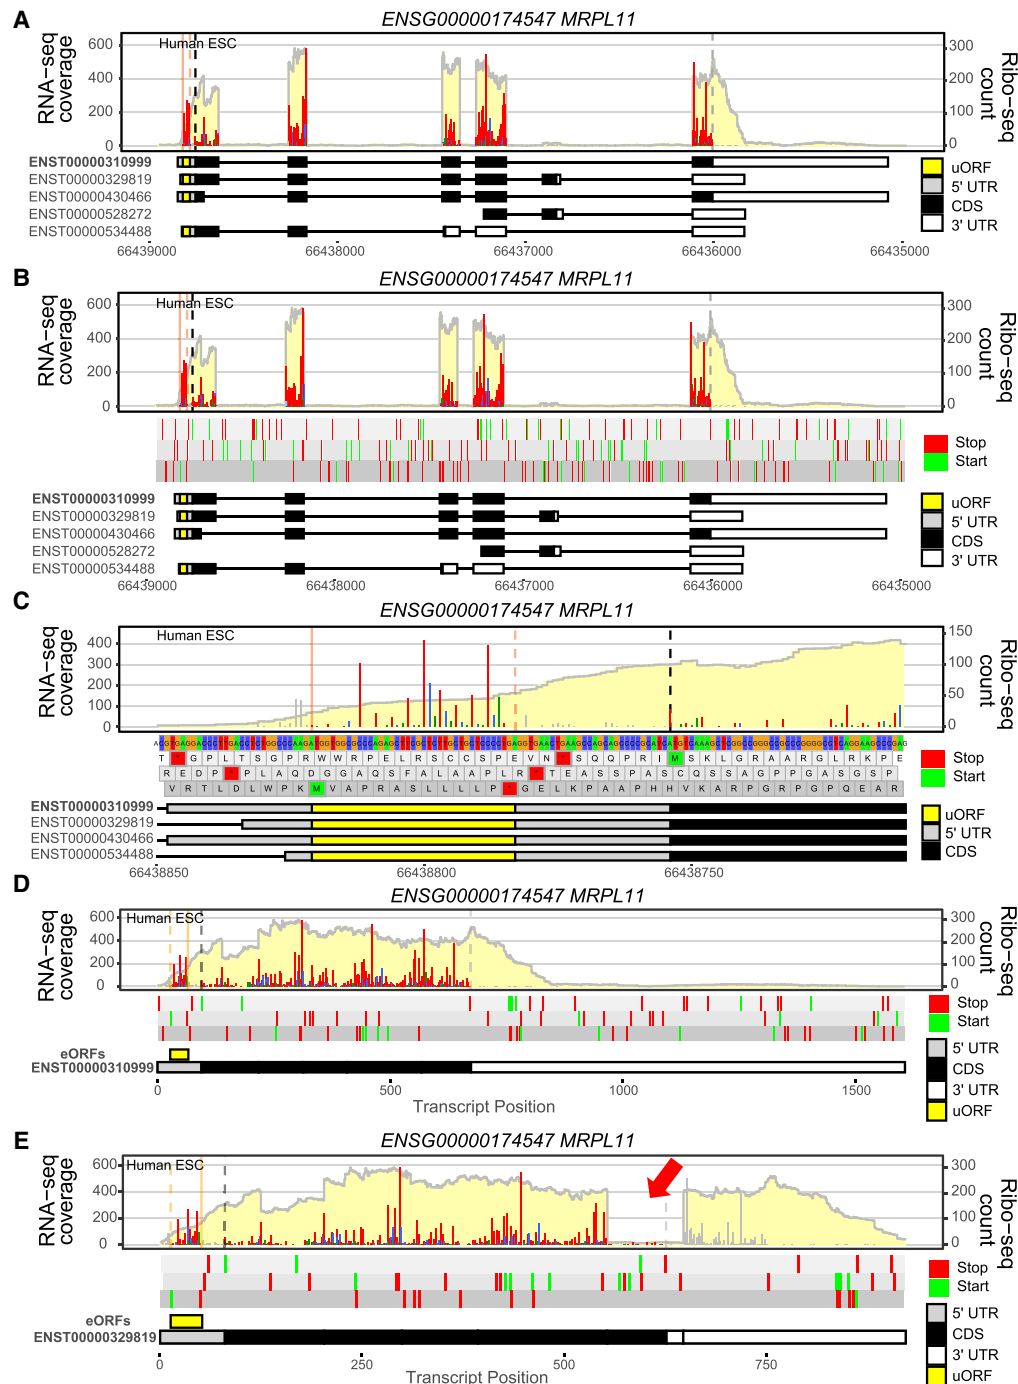 A
ENSG00000174547 MRPL11
Human ESC
RNA−seq
coverage
600
400
200
0
300
200
100
0
Ribo−seq
count
ENST00000310999
ENST00000329819
ENST00000430466
ENST00000528272
ENST00000534488
66439000 66438000 66437000 66436000 66435000
uORF
5' UTR
CDS
3' UTR
B
ENSG00000174547 MRPL11
Human ESC
RNA−seq
coverage
600
400
200
0
300
200
100
0
Ribo−seq
count
Stop
Start
ENST00000310999
ENST00000329819
ENST00000430466
ENST00000528272
ENST00000534488
66439000 66438000 66437000 66436000 66435000
uORF
5' UTR
CDS
3' UTR
C
ENSG00000174547 MRPL11
Human ESC
RNA−seq
coverage
400
300
200
100
0
150
100
50
0
Ribo−seq
count
ACGTGAGGACCCTTGACCTCTGGCCCAAGATGGTGGCGCCCAGAGCTTCGCTCTTGCTGCTCCCCTGAGGTGAACTGAAGCCAGCAGCCCCGCATCATGTCAAAGCTCGGCCGGGCCGCCCGGGGCCTCAGGAAGCCCGAG
T * G P L T S G P R W W R P E L R S C C S P E V N * S Q Q P R I M S K L G R A A R G L R K P E
R E D P * P L A Q D G G A Q S F A L A A P L R * T E A S S P A S C Q S S A G P P G A S G S P
V R T L D L W P K M V A P R A S L L L L P * G E L K P A A P H H V K A R P G R P G P Q E A R
Stop
Start
ENST00000310999
ENST00000329819
ENST00000430466
ENST00000534488
66438850 66438800 66438750
uORF
5' UTR
CDS
D
ENSG00000174547 MRPL11
Human ESC
RNA−seq
coverage
600
400
200
0
300
200
100
0
Ribo−seq
count
Stop
Start
eORFs
ENST00000310999
0 500 1000 1500
Transcript Position
5' UTR
CDS
3' UTR
uORF
E
ENSG00000174547 MRPL11
Human ESC
RNA−seq
coverage
600
400
200
0
300
200
100
0
Ribo−seq
count
Stop
Start
eORFs
ENST00000329819
0 250 500 750
Transcript Position
5' UTR
CDS
3' UTR
uORF